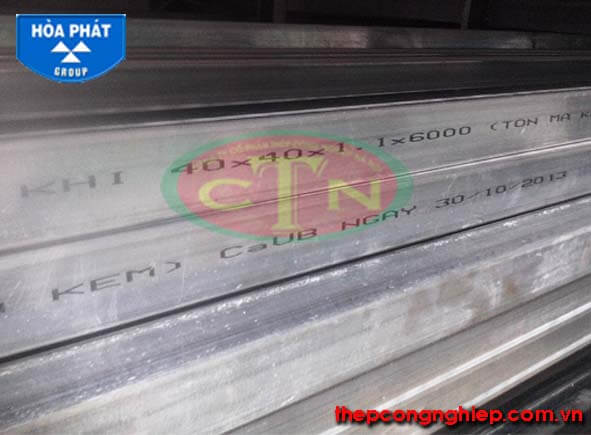 HÒA PHÁT
GROUP
KHI 40x40x1.1x6000 (TON MA K
CTN
KEM) CaUB NGAY 30/10/2013
thepcongnghiep.com.vn